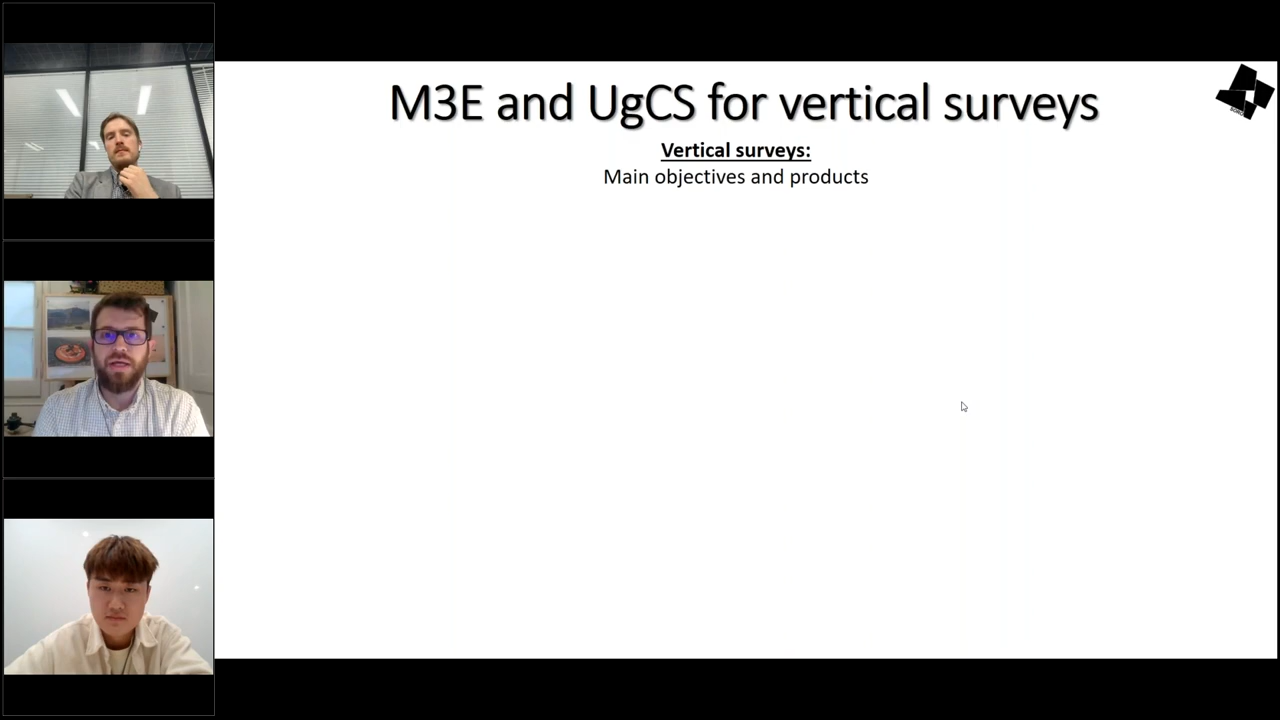 M3E and UgCS for vertical surveys
Vertical surveys:
Main objectives and products